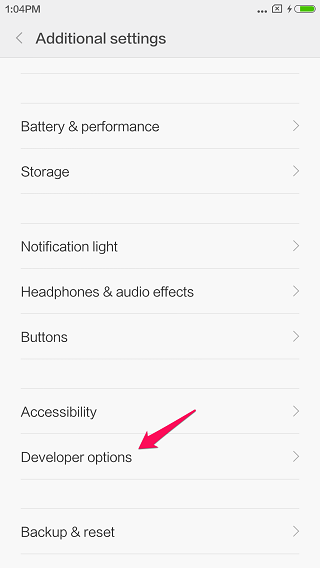 1:04PM
Additional settings
Battery & performance
Storage
Notification light
Headphones & audio effects
Buttons
Accessibility
Developer options
Backup & reset